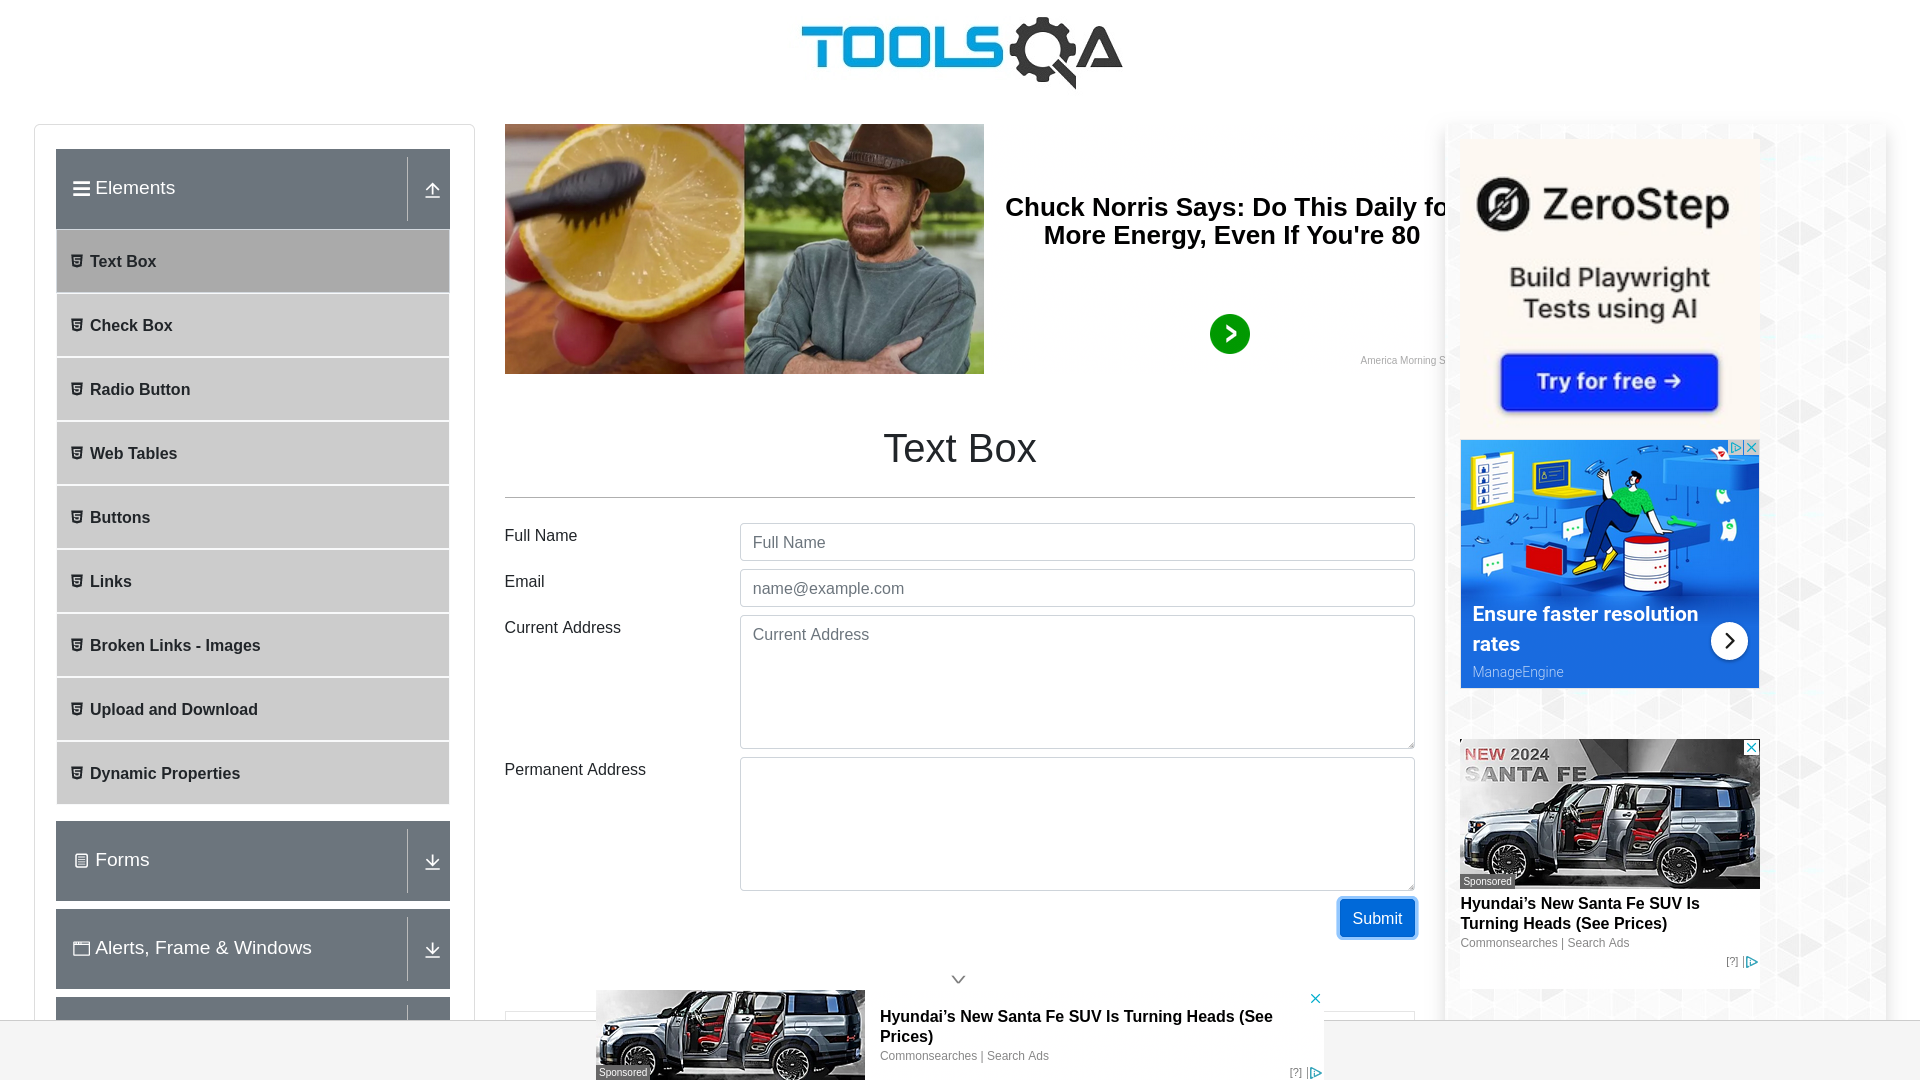 TOOLSQA
Elements
Text Box
Check Box
Radio Button
Web Tables
Buttons
Links
Broken Links - Images
Upload and Download
Dynamic Properties
Forms
Alerts, Frame & Windows
Chuck Norris Says: Do This Daily fo
More Energy, Even If You're 80
America Morning S
Text Box
Full Name
Full Name
Email
name@example.com
Current Address
Current Address
Permanent Address
Submit
ZeroStep
Build Playwright
Tests using AI
Try for free →
Ensure faster resolution
rates
ManageEngine
NEW 2024
SANTA FE
Sponsored
Hyundai’s New Santa Fe SUV Is
Turning Heads (See Prices)
Commonsearches | Search Ads
[?]
Sponsored
Hyundai’s New Santa Fe SUV Is Turning Heads (See
Prices)
Commonsearches | Search Ads
[?]